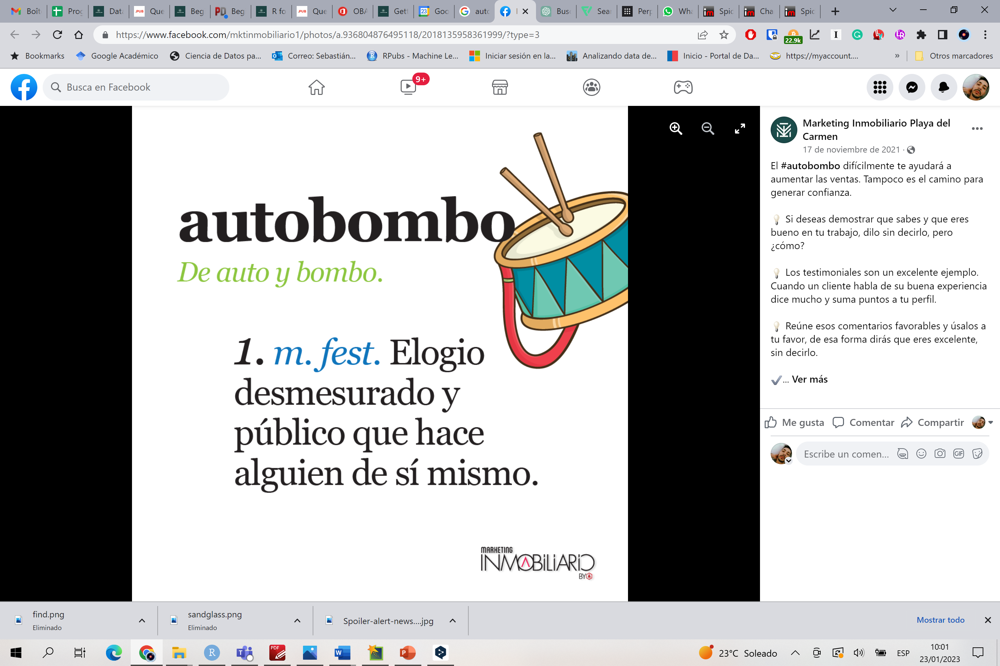 Boît
Prog
Data
Que
Beg
Beg
R fo
Que
OBA
Gett
Goo
auto
Bus
Sear
Perp
Wha
Spic
Cha
Spic
https://www.facebook.com/mktinmobiliario1/photos/a.936804876495118/2018135958361999/?type=3
22.9k
Bookmarks
Google Académico
Ciencia de Datos pa...
Correo: Sebastián...
RPubs - Machine Le...
Iniciar sesión en la...
Analizando data de...
Inicio - Portal de Da...
https://myaccount....
»
Otros marcadores
Busca en Facebook
9+
autobombo
De auto y bombo.
1. m. fest. Elogio
desmesurado y
público que hace
alguien de sí mismo.
MARKETING
INMOBILIARIO
BY
Marketing Inmobiliario Playa del
Carmen
17 de noviembre de 2021 ·
El #autobombo difícilmente te ayudará a
aumentar las ventas. Tampoco es el camino para
generar confianza.
Si deseas demostrar que sabes y que eres
bueno en tu trabajo, dilo sin decirlo, pero
¿cómo?
Los testimoniales son un excelente ejemplo.
Cuando un cliente habla de su buena experiencia
dice mucho y suma puntos a tu perfil.
Reúne esos comentarios favorables y úsalos a
tu favor, de esa forma dirás que eres excelente,
sin decirlo.
... Ver más
Me gusta
Comentar
Compartir
Escribe un comen...
GIF
find.png
Eliminado
sandglass.png
Eliminado
Spoiler-alert-news....jpg
Mostrar todo
23°C Soleado
ESP
10:01
23/01/2023